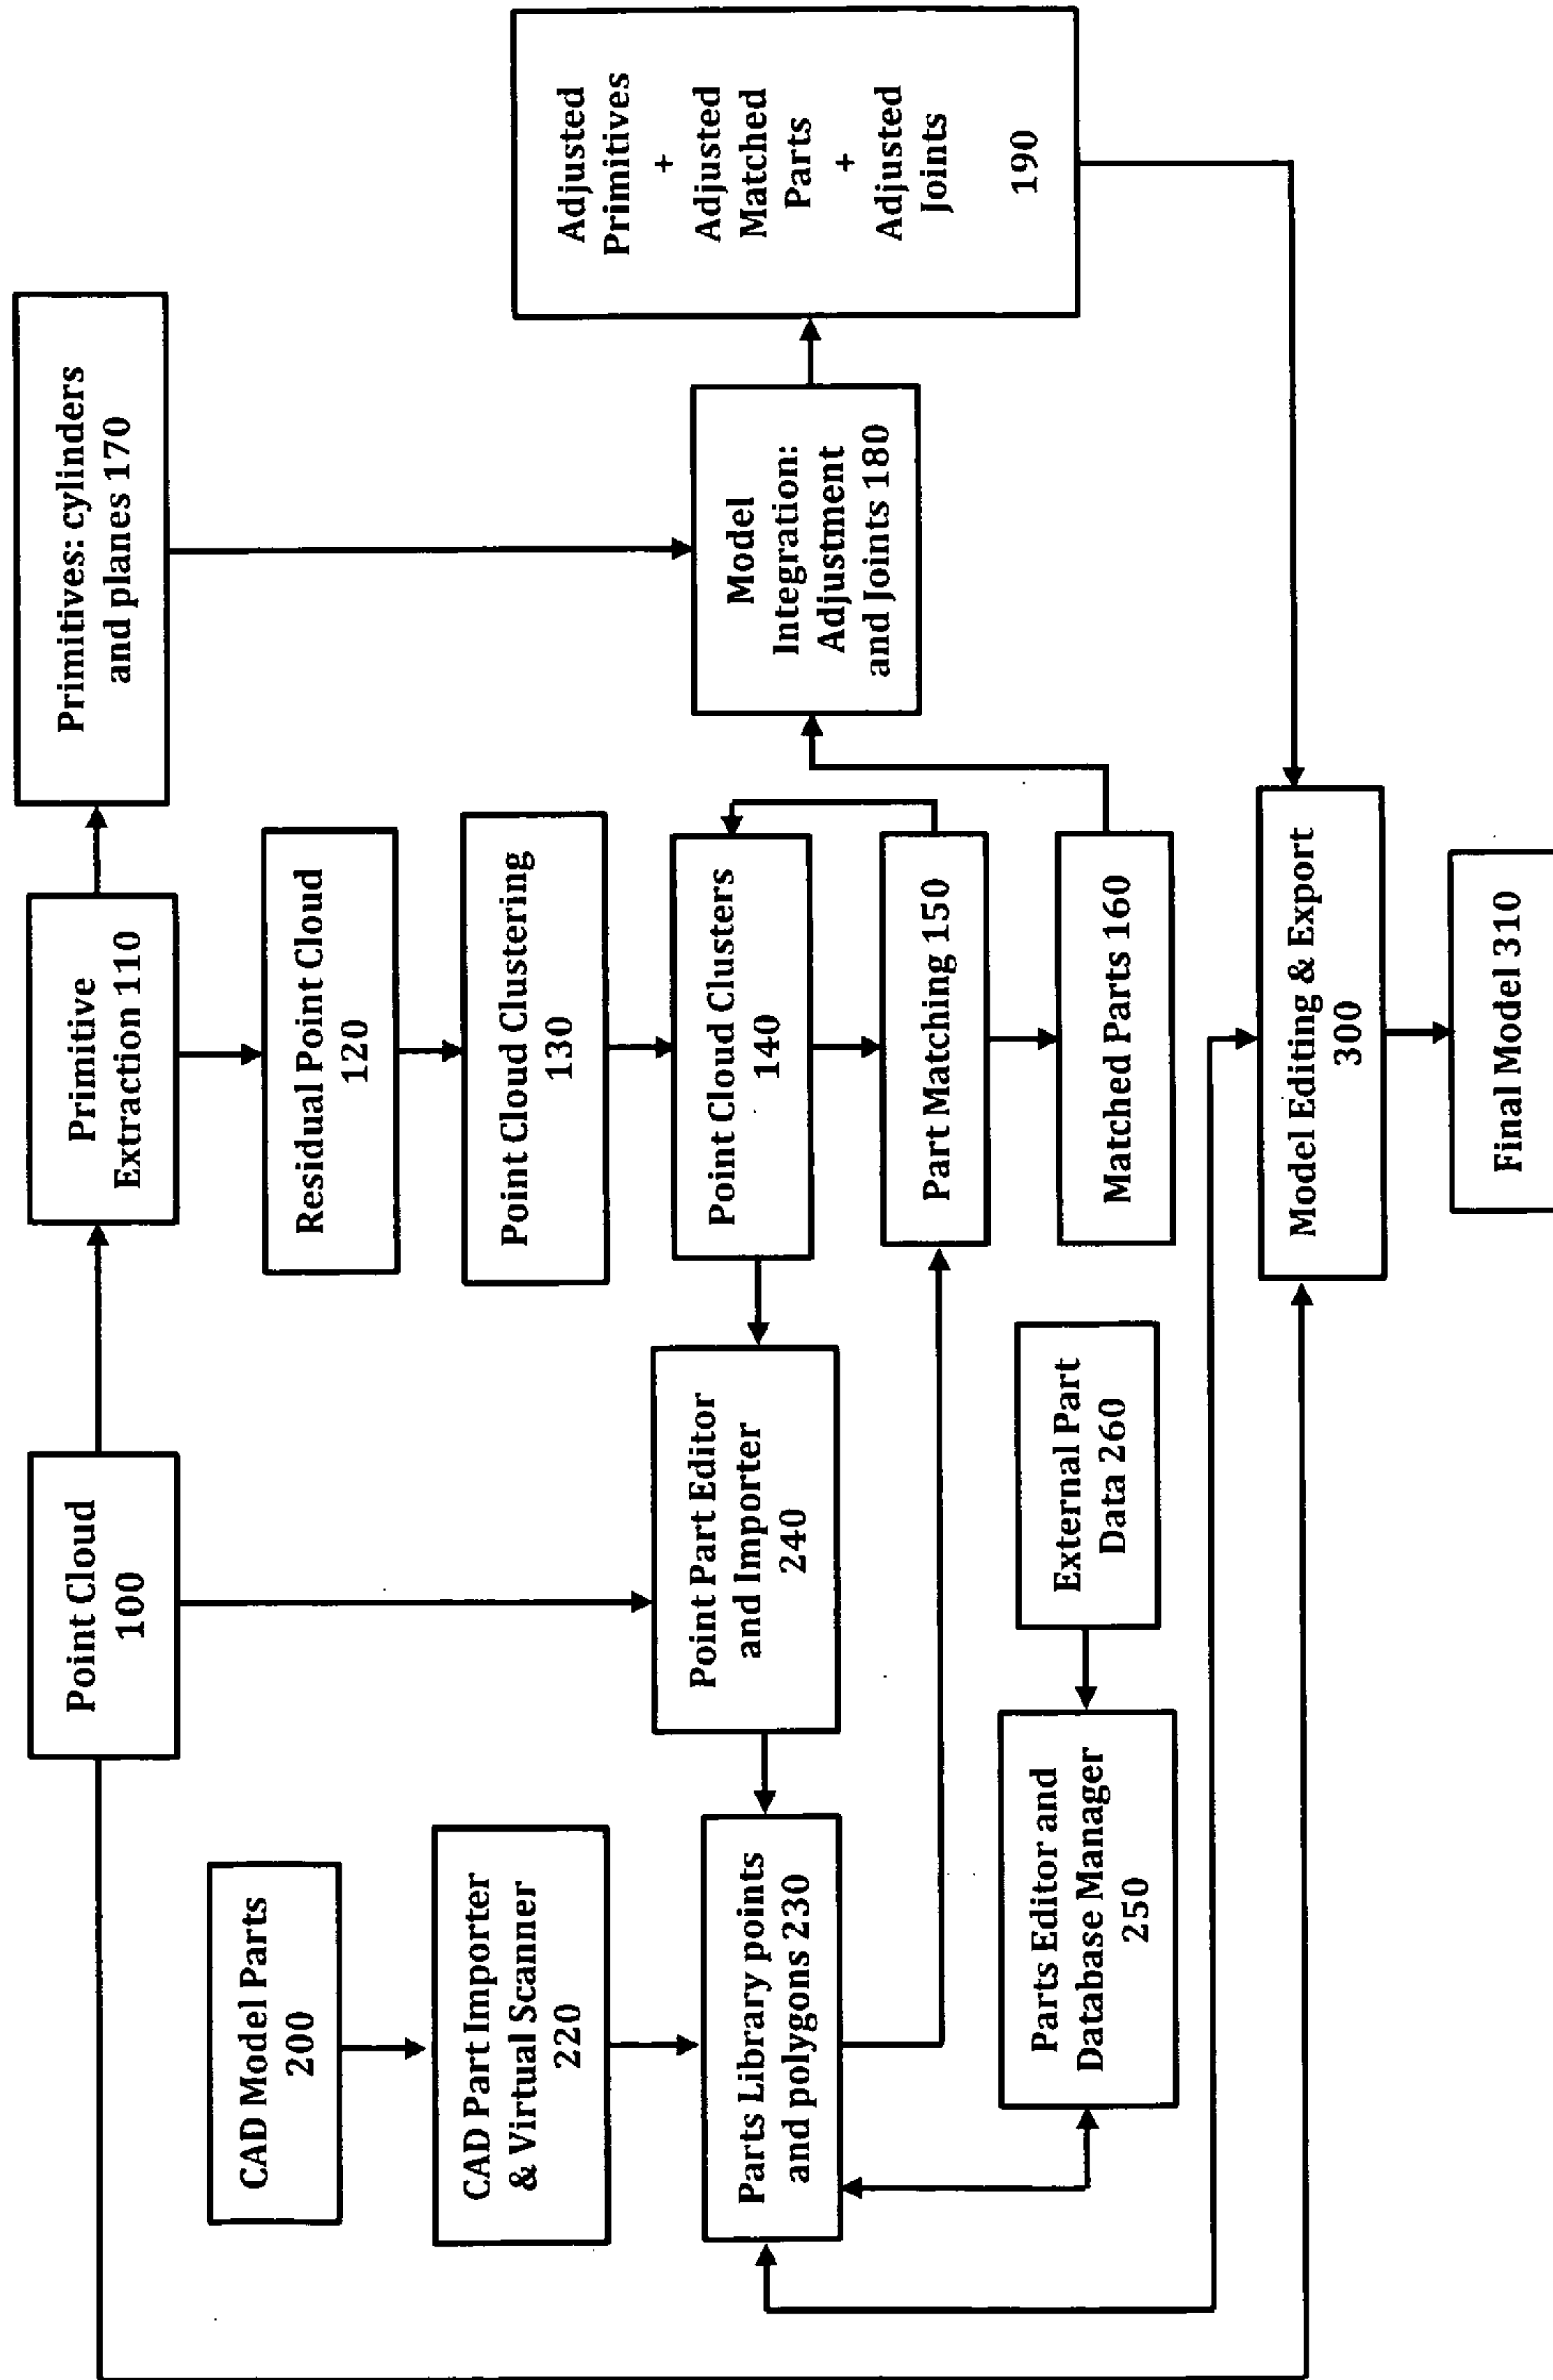 Point Cloud
100
Primitive
Extraction 110
Primitives: cylinders
and planes 170
CAD Model Parts
200
Residual Point Cloud
120
CAD Part Importer
& Virtual Scanner
220
Point Cloud Clustering
130
Parts Library points
and polygons 230
Point Part Editor
and Importer
240
Point Cloud Clusters
140
Model
Integration:
Adjustment
and Joints 180
Adjusted
Primitives
+
Adjusted
Matched
Parts
+
Adjusted
Joints
190
Part Matching 150
Parts Editor and
Database Manager
250
External Part
Data 260
Matched Parts 160
Model Editing & Export
300
Final Model 310